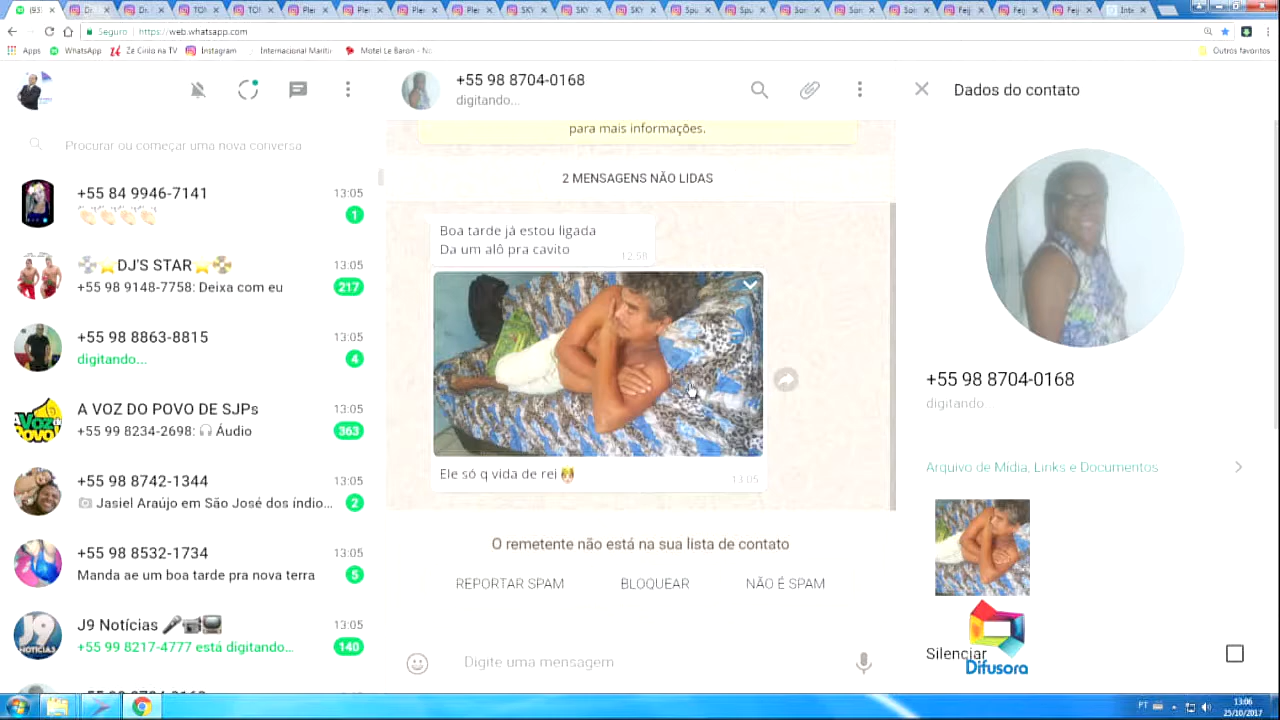 Seguro
https://web.whatsapp.com
Apps
WhatsApp
Zé Cirilo na TV
Instagram
Motel Le Baron - No
Outros favoritos
Procurar ou começar uma nova conversa
+55 84 9946-7141
13:05
1
DJ'S STAR
13:05
+55 98 9148-7758: Deixa com eu
217
+55 98 8863-8815
13:05
digitando...
4
A VOZ DO POVO DE SJPs
13:05
+55 99 8234-2698: Áudio
363
+55 98 8742-1344
13:05
Jasiel Araújo em São José dos índio...
2
+55 98 8532-1734
13:05
Manda ae um boa tarde pra nova terra
5
J9 Notícias
13:05
+55 99 8217-4777 está digitando...
140
+55 98 8704-0168
digitando...
para mais informações.
2 MENSAGENS NÃO LIDAS
Boa tarde já estou ligada
Da um alô pra cavito
12:58
Ele só q vida de rei
13:05
O remetente não está na sua lista de contato
REPORTAR SPAM
BLOQUEAR
NÃO É SPAM
Digite uma mensagem
Dados do contato
+55 98 8704-0168
digitando
Arquivo de Mídia, Links e Documentos
Silenciar
Difusora
PT
13:06
25/10/2017